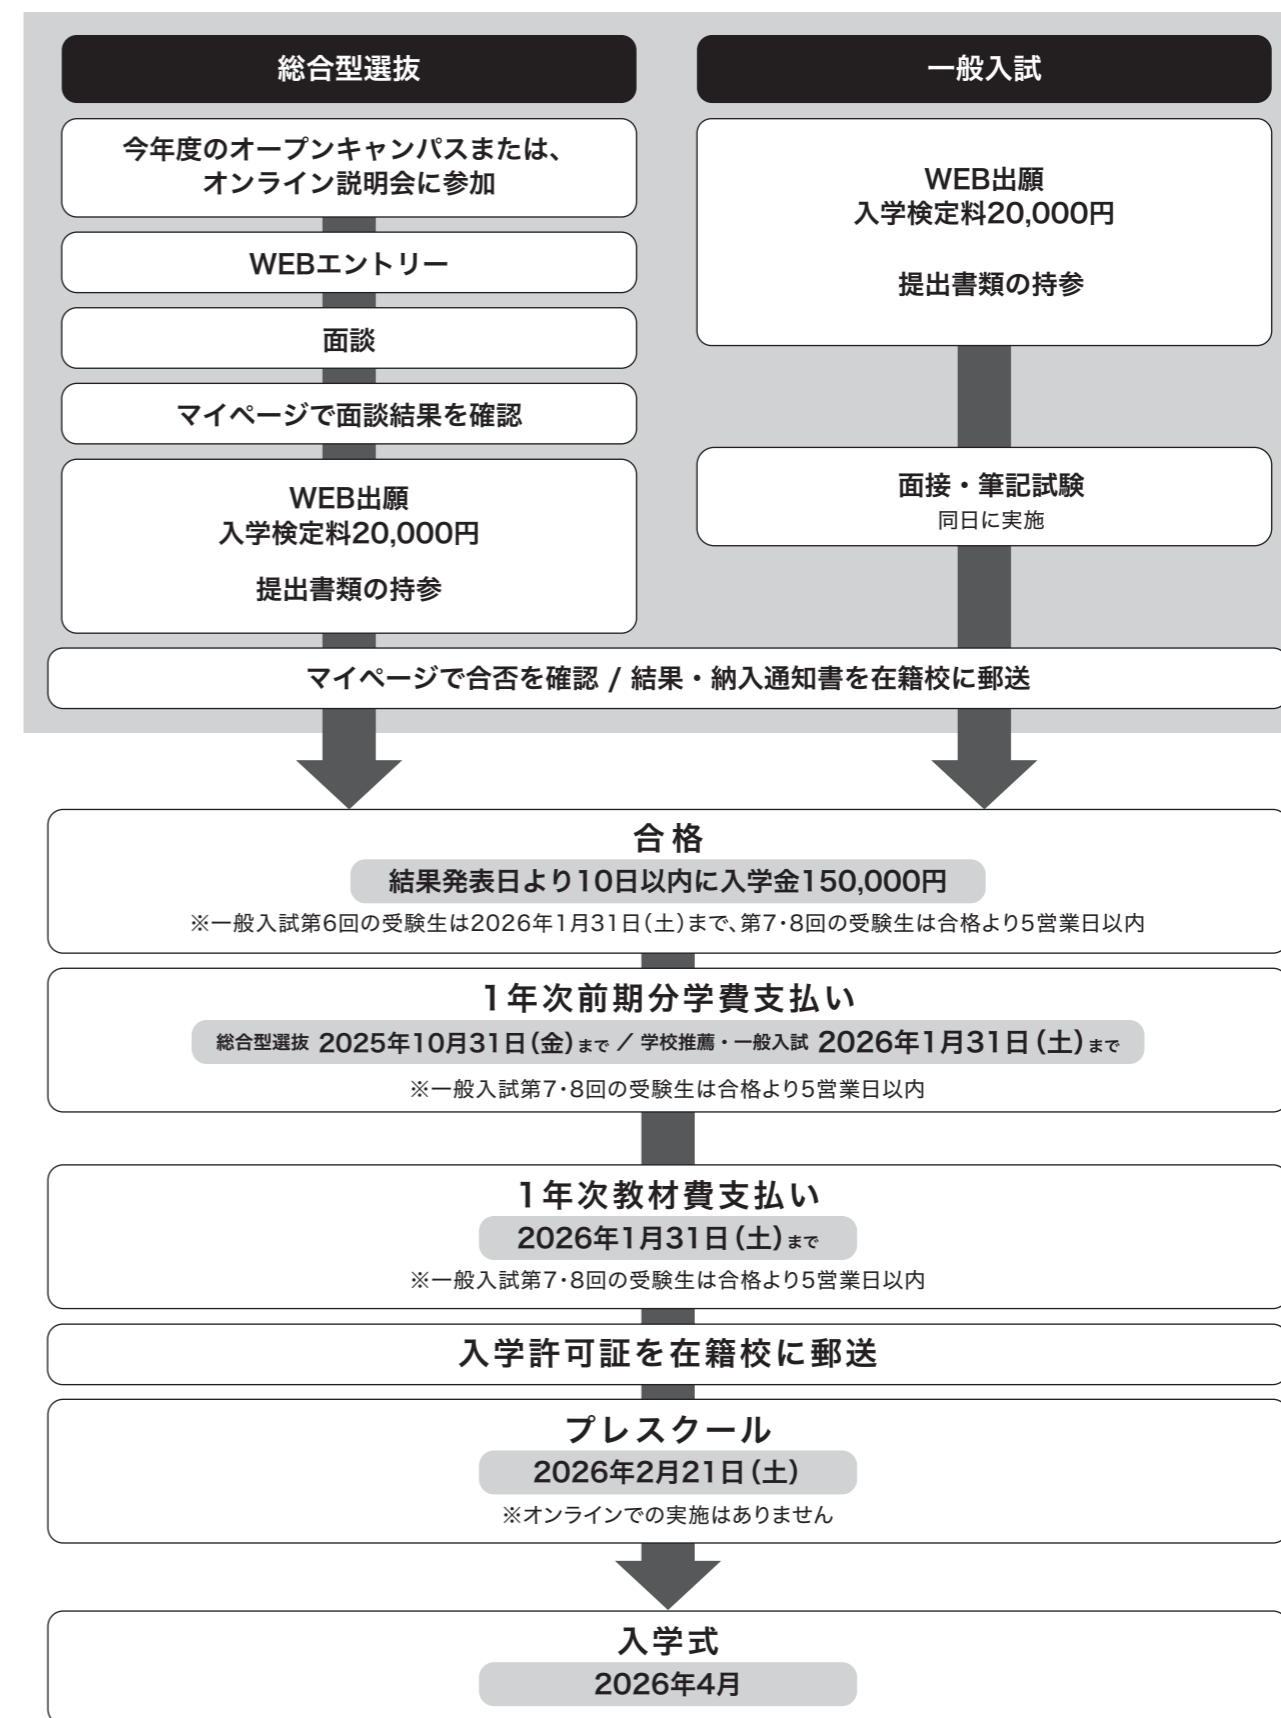 総合型選抜
今年度のオープンキャンパスまたは、
オンライン説明会に参加
WEBエントリー
面談
マイページで面談結果を確認
WEB出願
入学検定料20,000円
提出書類の持参
一般入試
WEB出願
入学検定料20,000円
提出書類の持参
面接・筆記試験
同日に実施
マイページで合否を確認 / 結果・納入通知書を在籍校に郵送
合格
結果発表日より10日以内に入学金150,000円
※一般入試第6回の受験生は2026年1月31日(土)まで、第7・8回の受験生は合格より5営業日以内
1年次前期分学費支払い
総合型選抜 2025年10月31日(金)まで / 学校推薦・一般入試 2026年1月31日(土)まで
※一般入試第7・8回の受験生は合格より5営業日以内
1年次教材費支払い
2026年1月31日(土)まで
※一般入試第7・8回の受験生は合格より5営業日以内
入学許可証を在籍校に郵送
プレスクール
2026年2月21日(土)
※オンラインでの実施はありません
入学式
2026年4月